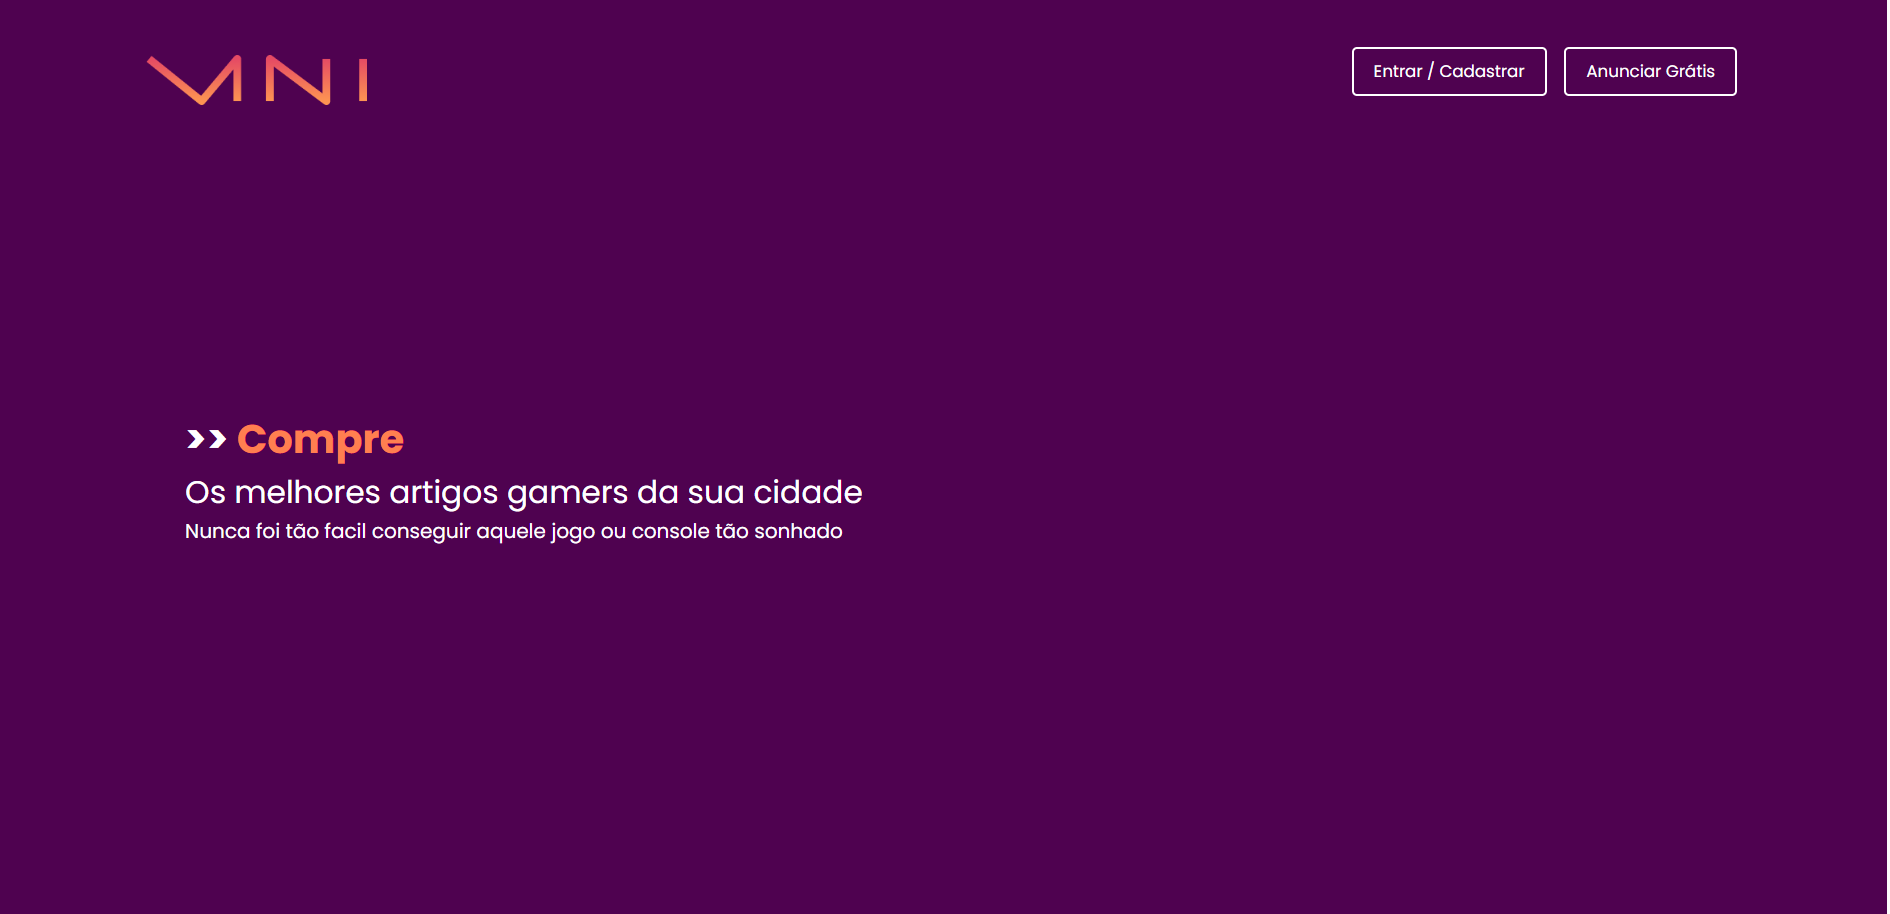 VANI
Entrar / Cadastrar
Anunciar Grátis
>> Compre
Os melhores artigos gamers da sua cidade
Nunca foi tão facil conseguir aquele jogo ou console tão sonhado